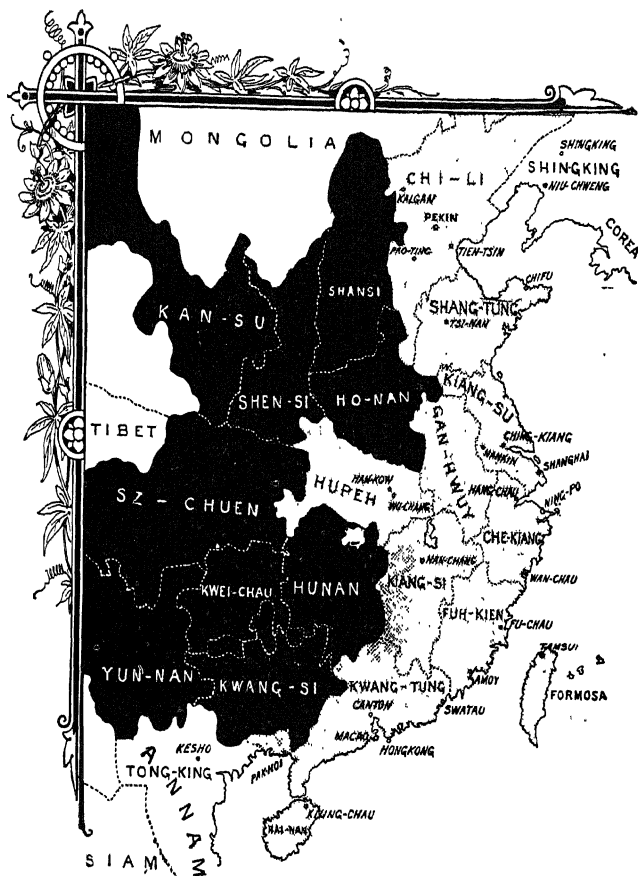 MONGOLIA
SHINGKING
SHINGKING
NIU-CHWENG
CHI-LI
KALGAN
PEKIN
COREA
PAO-TING
TIEN-TSIN
SHANSI
CHIFU
KAN-SU
SHANG-TUNG
TSI-NAN
SHEN-SI
HO-NAN
KIANG-SU
TIBET
GAN-HWUY
CHING-KIANG
NANKIN
SHANGHAI
HUPEH
HAN-KOW
WU-CHANG
HANG-CHAU
NING-PO
SZ-CHUEN
CHE-KIANG
NAN-CHANG
KWEI-CHAU
HUNAN
KIANG-SI
WAN-CHAU
FUH-KIEN
FU-CHAU
TAMSUI
YUN-NAN
KWANG-SI
KWANG-TUNG
AMOY
FORMOSA
CANTON
SWATAU
MACAO
HONGKONG
KESHO
TONG-KING
PAK-HOI
ANNAM
KIUNG-CHAU
HAI-NAN
SIAM